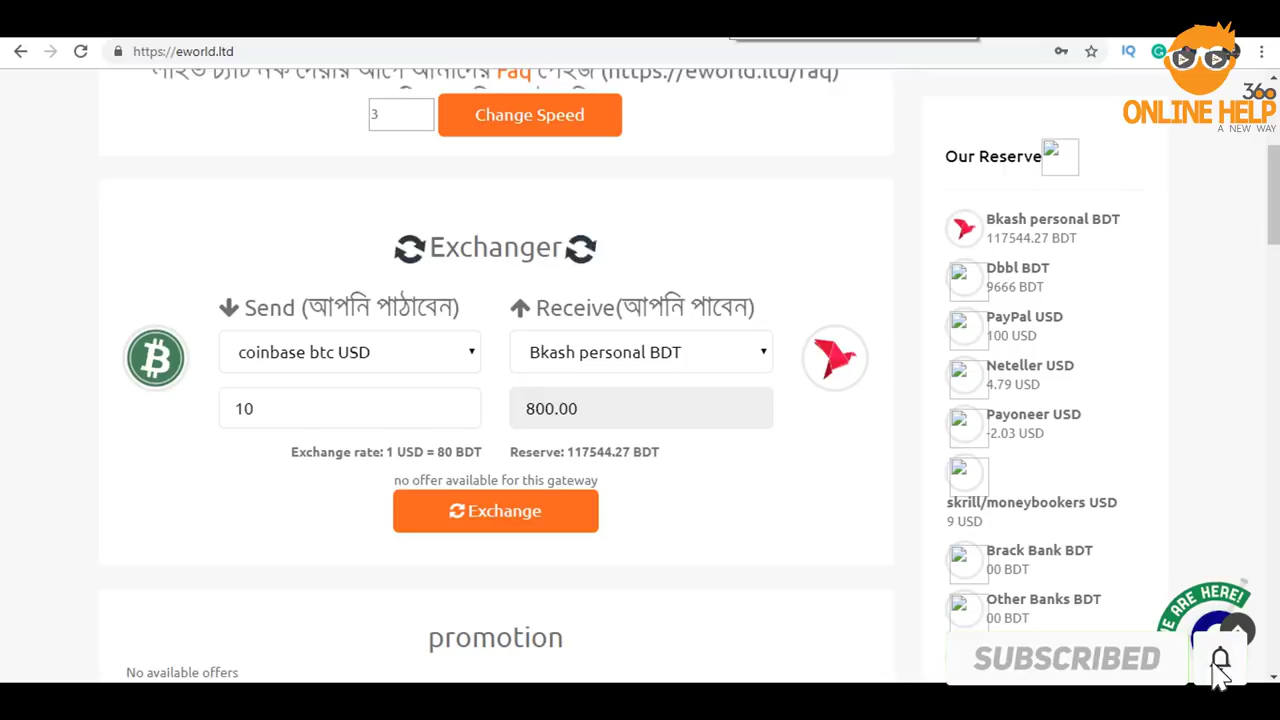 https://eworld.ltd
360
ONLINE HELP
A NEW WAY
Faq পেইজ (https://eworld.ltd/faq)
3
Change Speed
Our Reserve
Exchanger
Send (আপনি পাঠাবেন)
Receive(আপনি পাবেন)
coinbase btc USD
Bkash personal BDT
10
800.00
Exchange rate: 1 USD = 80 BDT
Reserve: 117544.27 BDT
no offer available for this gateway
Exchange
promotion
No available offers
Bkash personal BDT
117544.27 BDT
Dbbl BDT
9666 BDT
PayPal USD
100 USD
Neteller USD
4.79 USD
Payoneer USD
-2.03 USD
skrill/moneybookers USD
9 USD
Brack Bank BDT
00 BDT
Other Banks BDT
00 BDT
E ARE HERE!
SUBSCRIBED